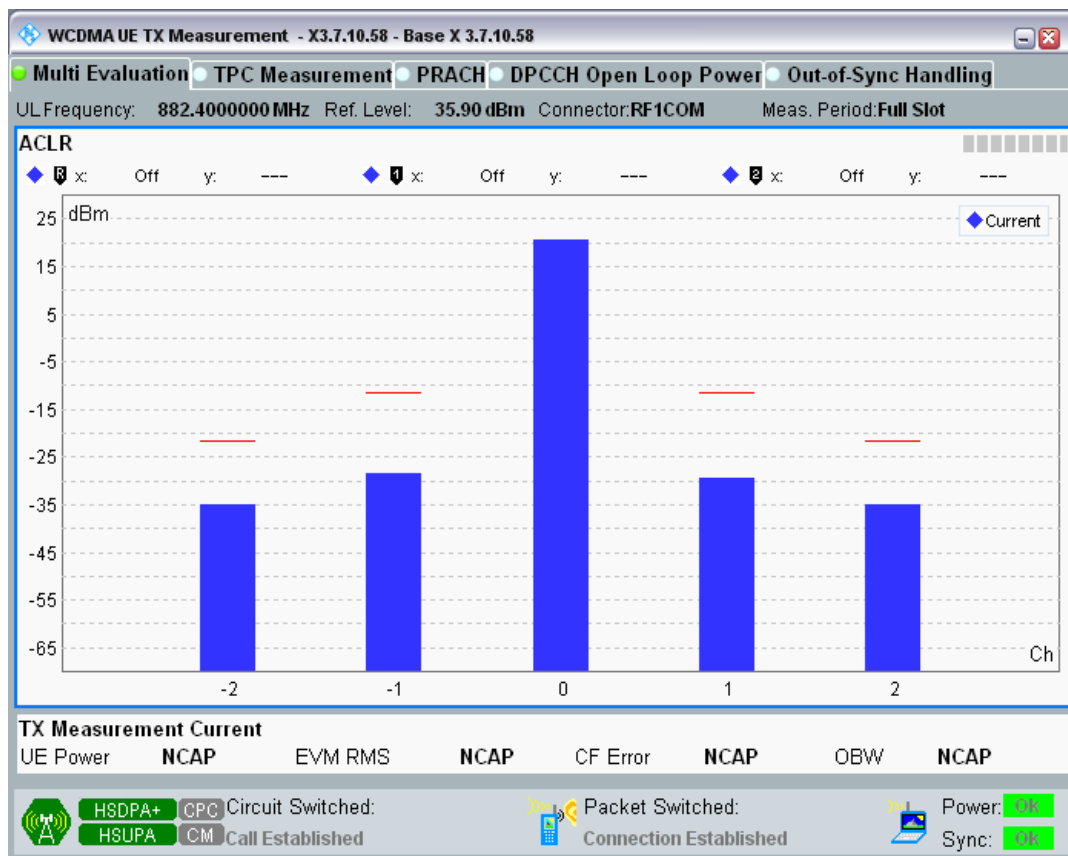 WCDMA UE TX Measurement - X3.7.10.58 - Base X 3.7.10.58
Multi Evaluation TPC Measurement PRACH DPCCH Open Loop Power Out-of-Sync Handling
UL Frequency: 882.4000000 MHz Ref. Level: 35.90 dBm Connector:RF1COM Meas. Period:Full Slot
ACLR
R x: Off y: --- 1 x: Off y: --- 2 x: Off y: ---
dBm
Current
25
15
5
-5
-15
-25
-35
-45
-55
-65
Ch
-2 -1 0 1 2
TX Measurement Current
UE Power NCAP EVM RMS NCAP CF Error NCAP OBW NCAP
HSDPA+ CPC Circuit Switched: Packet Switched: Power: OK
HSUPA CM Call Established Connection Established Sync: OK